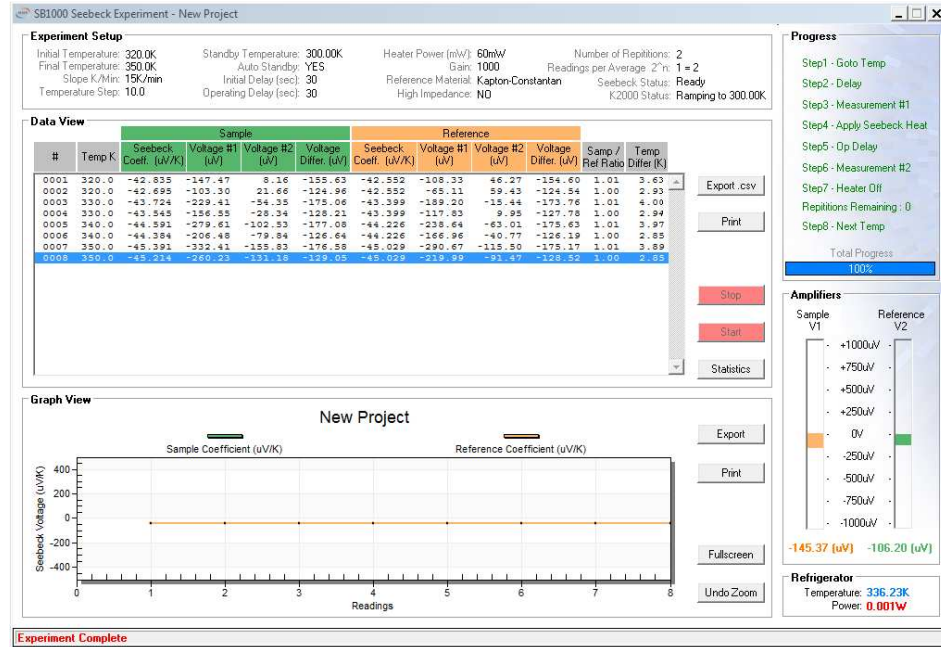 SB1000 Seebeck Experiment - New Project
Experiment Setup
Initial Temperature: 320.0K Standby Temperature: 300.00K Heater Power (mW): 60mW Number of Repititions: 2
Final Temperature: 350.0K Auto Standby: YES Gain: 1000 Readings per Average 2^n: 1 = 2
Slope K/Min: 15K/min Initial Delay (sec): 30 Reference Material: Kapton-Constantan Seebeck Status: Ready
Temperature Step: 10.0 Operating Delay (sec): 30 High Impedance: NO K2000 Status: Ramping to 300.00K
Data View
Sample Reference
# Temp K Seebeck Coeff. (uV/K) Voltage #1 (uV) Voltage #2 (uV) Voltage Differ. (uV) Seebeck Coeff. (uV/K) Voltage #1 (uV) Voltage #2 (uV) Voltage Differ. (uV) Samp / Ref Ratio Temp Differ (K)
0001 320.0 -42.835 -147.47 8.16 -155.63 -42.552 -108.33 46.27 -154.60 1.01 3.63
0002 320.0 -42.695 -103.30 21.66 -124.96 -42.552 -65.11 59.43 -124.54 1.00 2.93
0003 330.0 -43.724 -229.41 -54.35 -175.06 -43.399 -189.20 -15.44 -173.76 1.01 4.00
0004 330.0 -43.545 -156.55 -28.34 -128.21 -43.399 -117.83 9.95 -127.78 1.00 2.94
0005 340.0 -44.591 -279.61 -102.53 -177.08 -44.226 -238.64 -63.01 -175.63 1.01 3.97
0006 340.0 -44.384 -206.48 -79.84 -126.64 -44.226 -166.96 -40.77 -126.19 1.00 2.85
0007 350.0 -45.391 -332.41 -155.83 -176.58 -45.029 -290.67 -115.50 -175.17 1.01 3.89
0008 350.0 -45.214 -260.23 -131.18 -129.05 -45.029 -219.99 -91.47 -128.52 1.00 2.85
Export .csv
Print
Stop
Start
Statistics
Graph View
New Project
Sample Coefficient (uV/K) Reference Coefficient (uV/K)
Seebeck Voltage (uV/K)
400
200
0
-200
-400
0 1 2 3 4 5 6 7 8
Readings
Export
Print
Fullscreen
Undo Zoom
Progress
Step1 - Goto Temp
Step2 - Delay
Step3 - Measurement #1
Step4 - Apply Seebeck Heat
Step5 - Op Delay
Step6 - Measurement #2
Step7 - Heater Off
Repititions Remaining : 0
Step8 - Next Temp
Total Progress
100%
Amplifiers
Sample Reference
V1 V2
+1000uV
+750uV
+500uV
+250uV
0V
-250uV
-500uV
-750uV
-1000uV
-145.37 (uV) -106.20 (uV)
Refrigerator
Temperature: 336.23K
Power: 0.001W
Experiment Complete